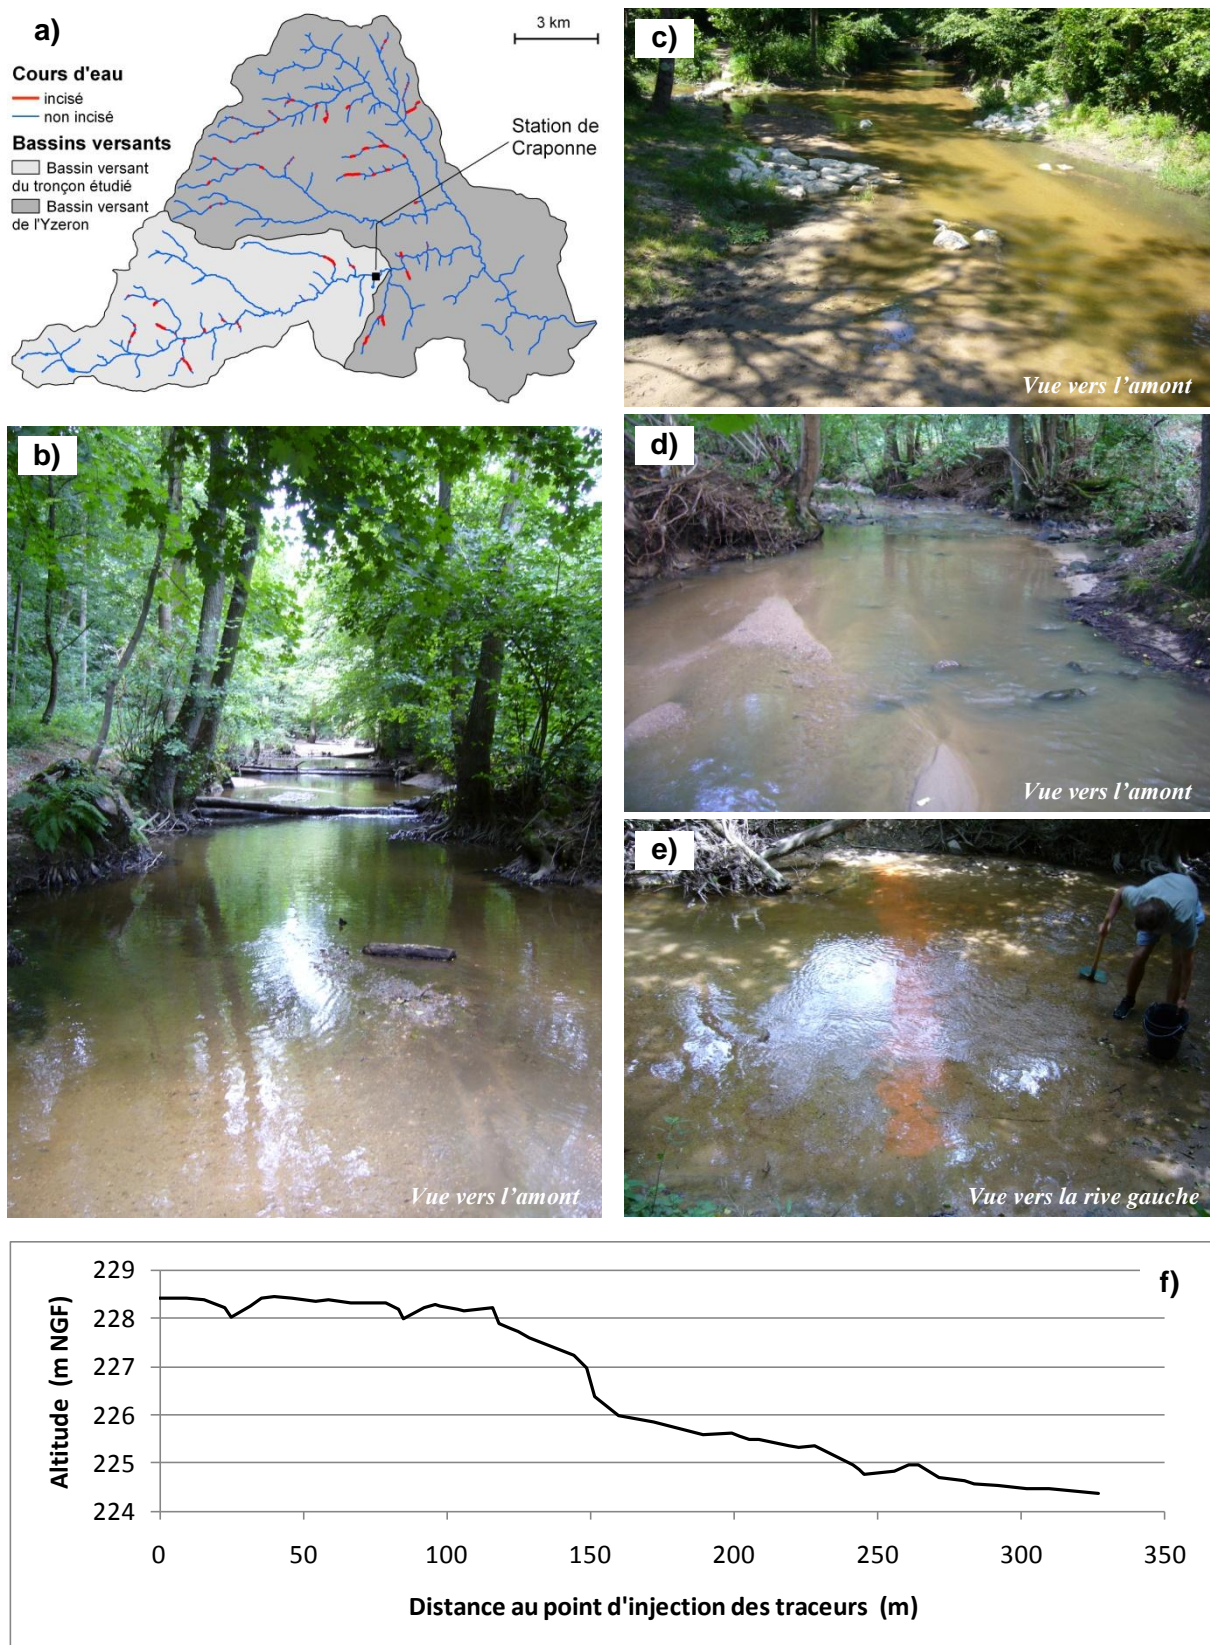 a)
3 km
Cours d'eau
incisé
non incisé
Bassins versants
Bassin versant
du tronçon étudié
Bassin versant
de l'Yzeron
Station de
Craponne
b)
Vue vers l'amont
c)
Vue vers l'amont
d)
Vue vers l'amont
e)
Vue vers la rive gauche
f)
Altitude (m NGF)
229
228
227
226
225
224
0 50 100 150 200 250 300 350
Distance au point d'injection des traceurs (m)